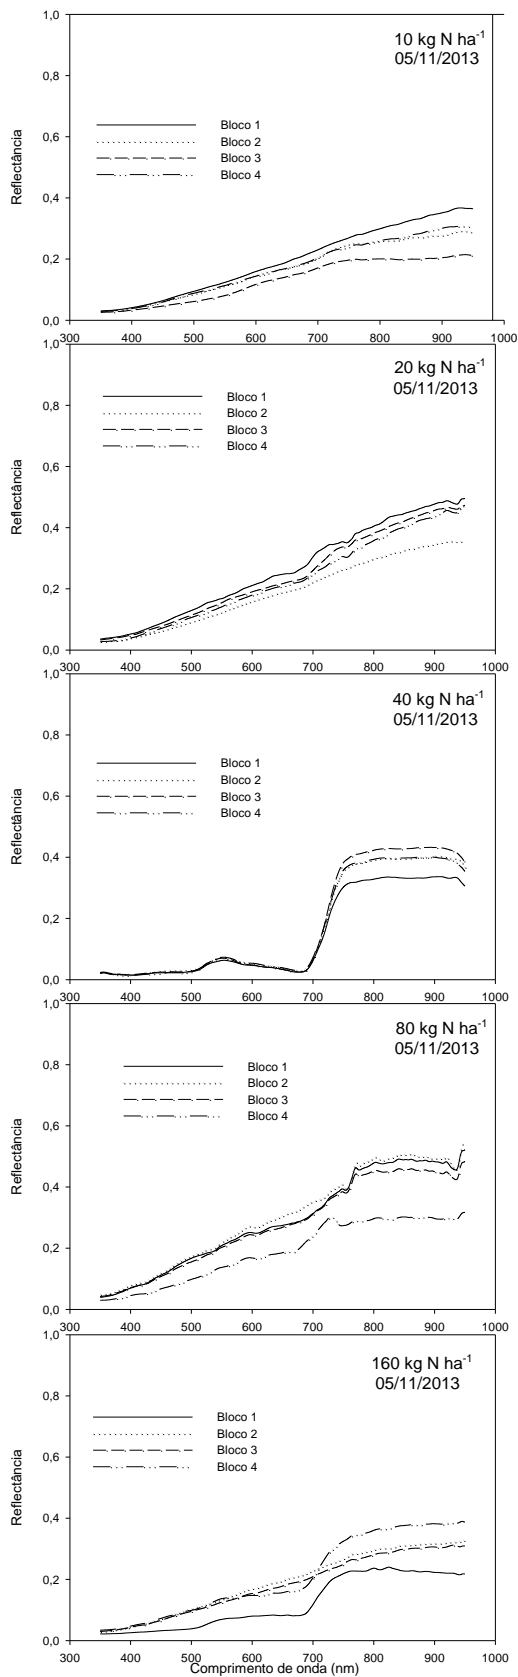 10 kg N ha-1
05/11/2013
1,0
0,8
0,6
0,4
0,2
0,0
Reflectância
Bloco 1
Bloco 2
Bloco 3
Bloco 4
300 400 500 600 700 800 900 1000
20 kg N ha-1
05/11/2013
1,0
0,8
0,6
0,4
0,2
0,0
Reflectância
Bloco 1
Bloco 2
Bloco 3
Bloco 4
300 400 500 600 700 800 900 1000
40 kg N ha-1
05/11/2013
1,0
0,8
0,6
0,4
0,2
0,0
Reflectância
Bloco 1
Bloco 2
Bloco 3
Bloco 4
300 400 500 600 700 800 900 1000
80 kg N ha-1
05/11/2013
1,0
0,8
0,6
0,4
0,2
0,0
Reflectância
Bloco 1
Bloco 2
Bloco 3
Bloco 4
300 400 500 600 700 800 900 1000
160 kg N ha-1
05/11/2013
1,0
0,8
0,6
0,4
0,2
0,0
Reflectância
Bloco 1
Bloco 2
Bloco 3
Bloco 4
300 400 500 600 700 800 900 1000
Comprimento de onda (nm)